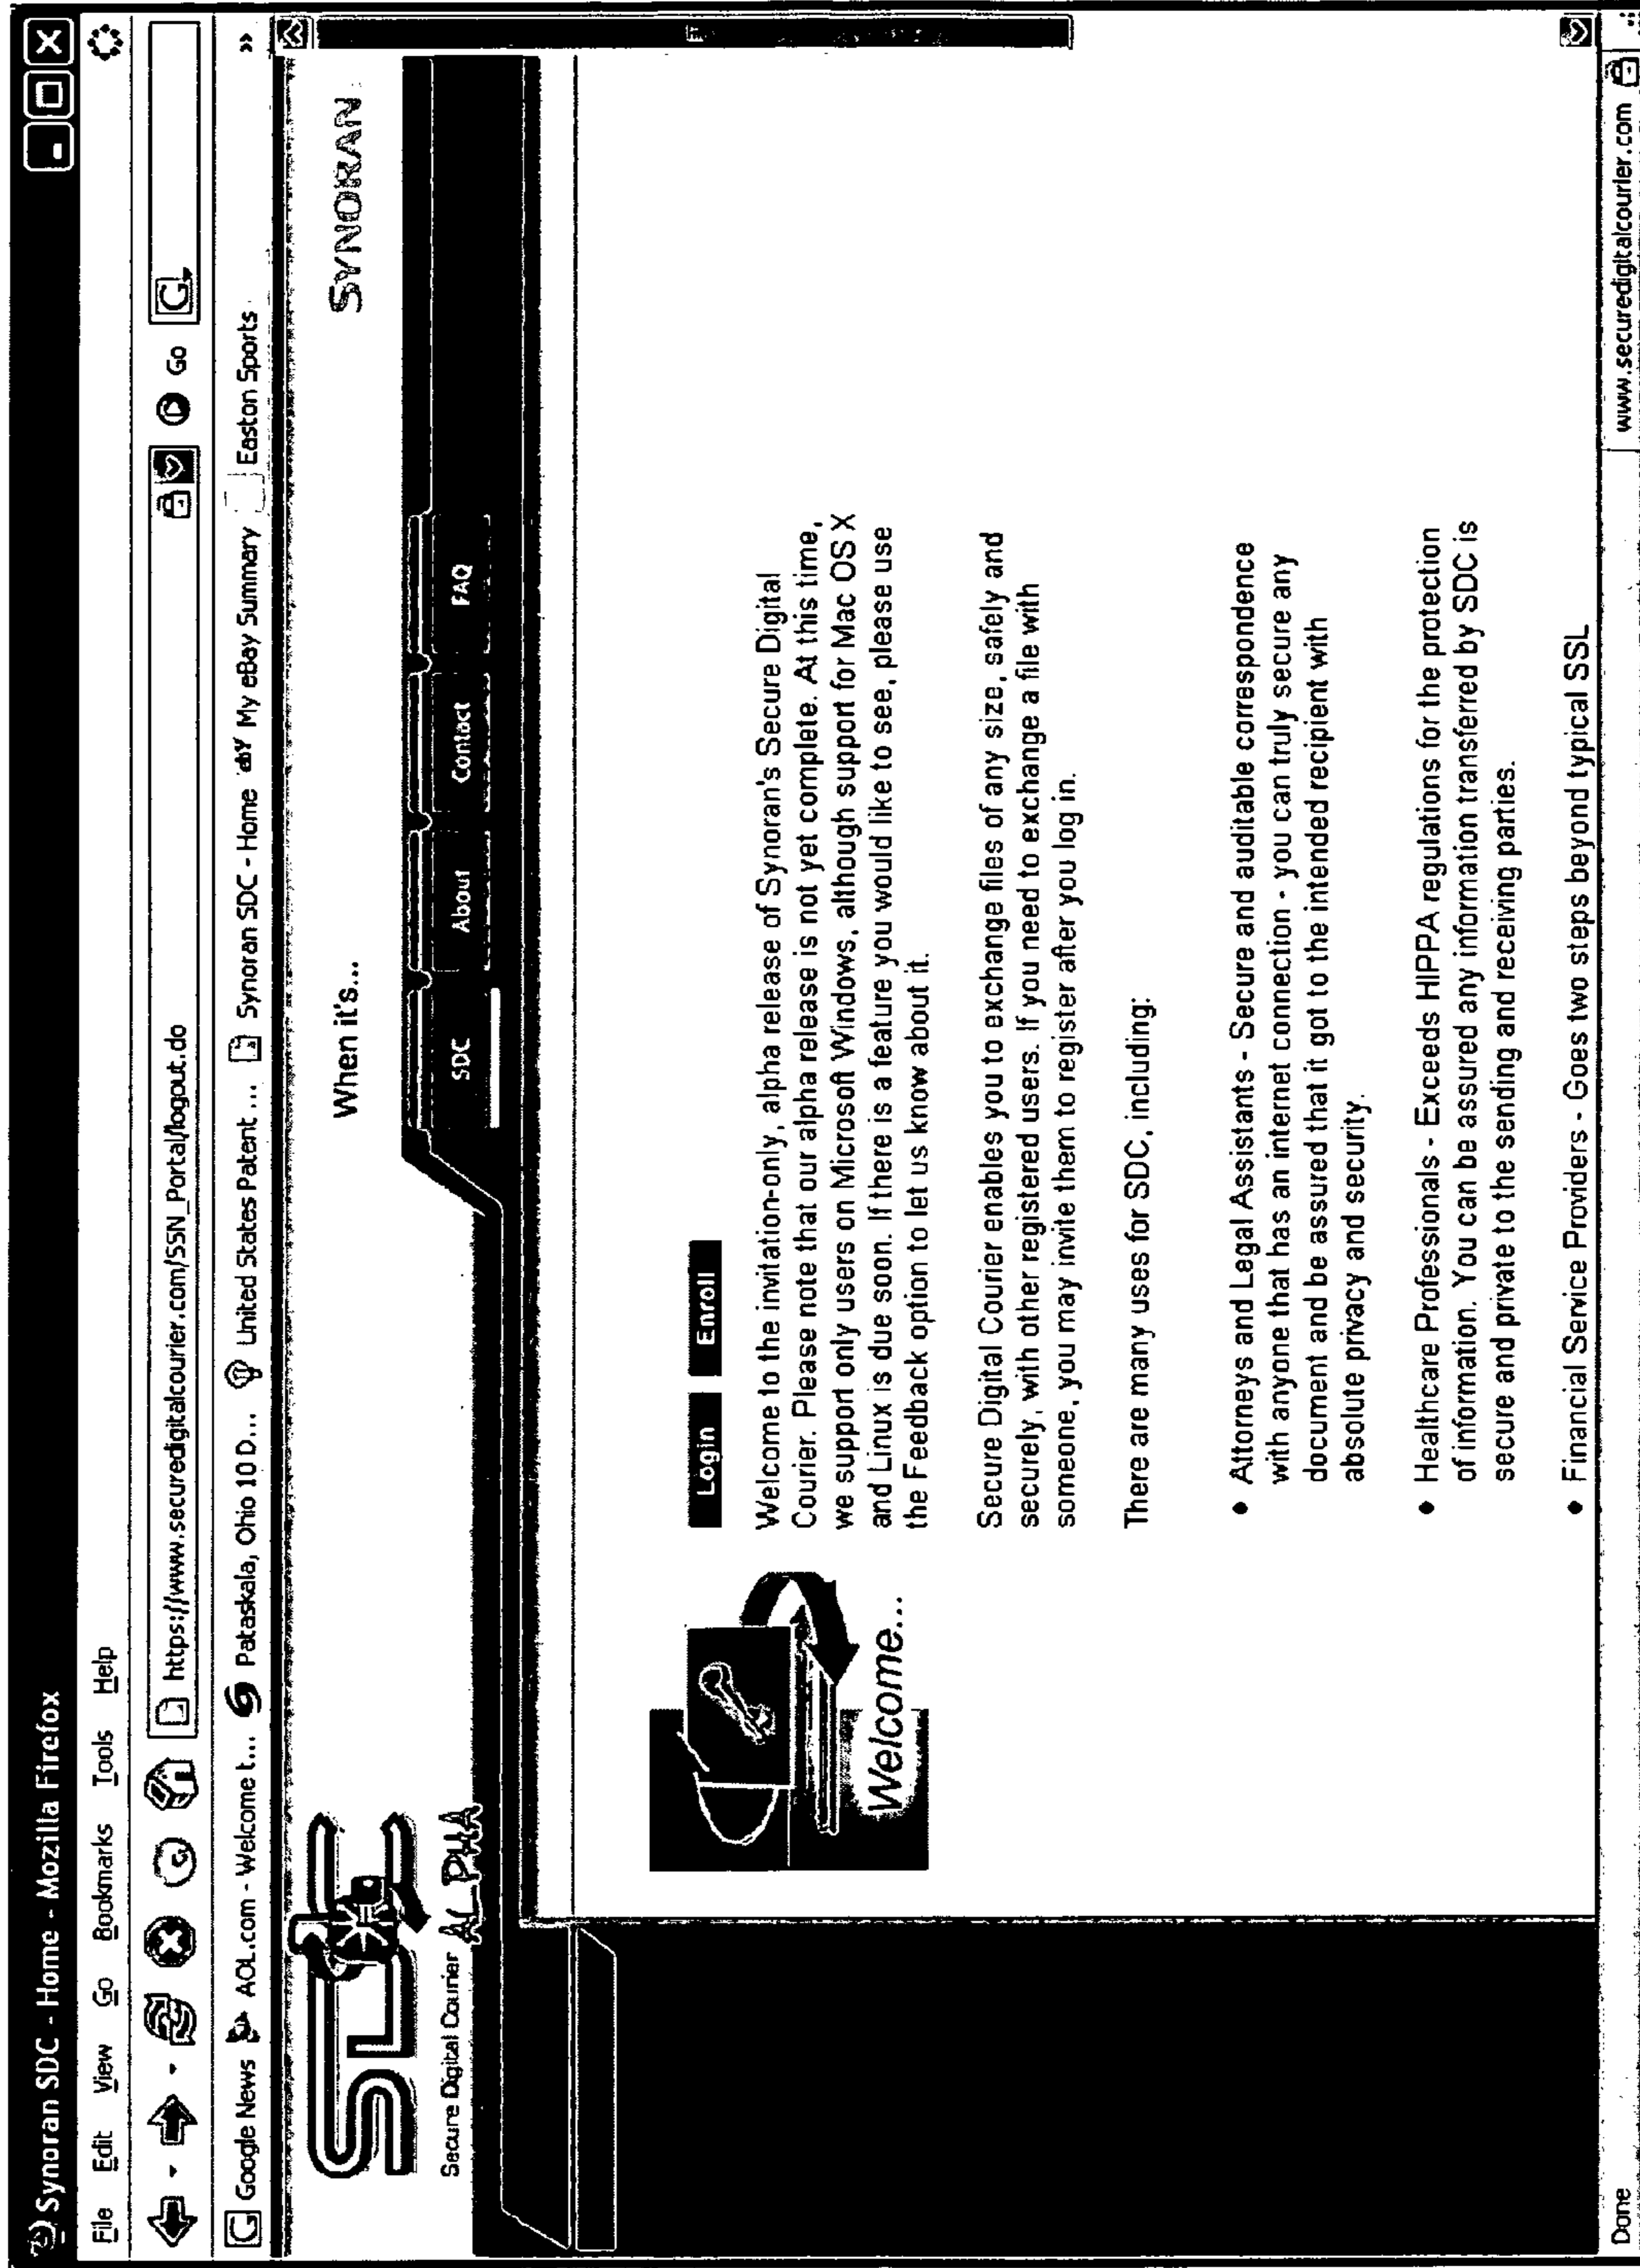 Synoran SDC - Home - Mozilla Firefox
File Edit View Go Bookmarks Tools Help
https://www.securedigitalcourier.com/SSN_Portal/logout.do
Go
G
G Google News
AOL.com - Welcome t...
Pataskala, Ohio 10 D...
United States Patent ...
Synoran SDC - Home
ebY My eBay Summary
Easton Sports
»
SDC
Secure Digital Courier
ALPHA
When it's...
SYNORAN
SDC About Contact FAQ
Welcome...
Login Enroll
Welcome to the invitation-only, alpha release of Synoran's Secure Digital
Courier. Please note that our alpha release is not yet complete. At this time,
we support only users on Microsoft Windows, although support for Mac OS X
and Linux is due soon. If there is a feature you would like to see, please use
the Feedback option to let us know about it.
Secure Digital Courier enables you to exchange files of any size, safely and
securely, with other registered users. If you need to exchange a file with
someone, you may invite them to register after you log in.
There are many uses for SDC, including:
• Attorneys and Legal Assistants - Secure and auditable correspondence
with anyone that has an internet connection - you can truly secure any
document and be assured that it got to the intended recipient with
absolute privacy and security.
• Healthcare Professionals - Exceeds HIPPA regulations for the protection
of information. You can be assured any information transferred by SDC is
secure and private to the sending and receiving parties.
• Financial Service Providers - Goes two steps beyond typical SSL
Done
www.securedigitalcourier.com